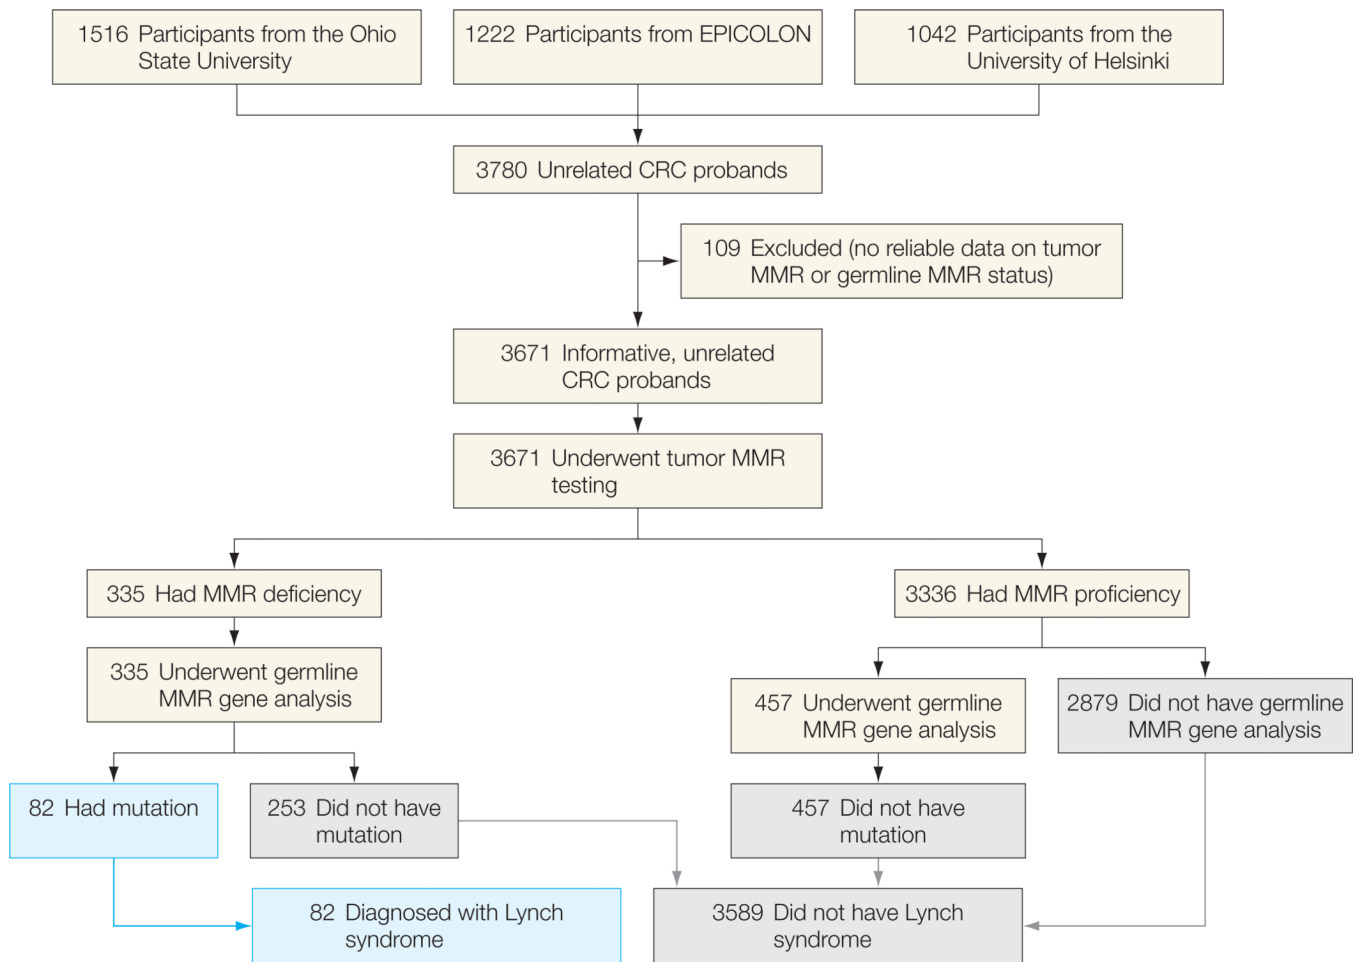 1516 Participants from the Ohio
State University
1222 Participants from EPICOLON
1042 Participants from the
University of Helsinki
3780 Unrelated CRC probands
109 Excluded (no reliable data on tumor
MMR or germline MMR status)
3671 Informative, unrelated
CRC probands
3671 Underwent tumor MMR
testing
335 Had MMR deficiency
3336 Had MMR proficiency
335 Underwent germline
MMR gene analysis
457 Underwent germline
MMR gene analysis
2879 Did not have germline
MMR gene analysis
82 Had mutation
253 Did not have
mutation
457 Did not have
mutation
82 Diagnosed with Lynch
syndrome
3589 Did not have Lynch
syndrome